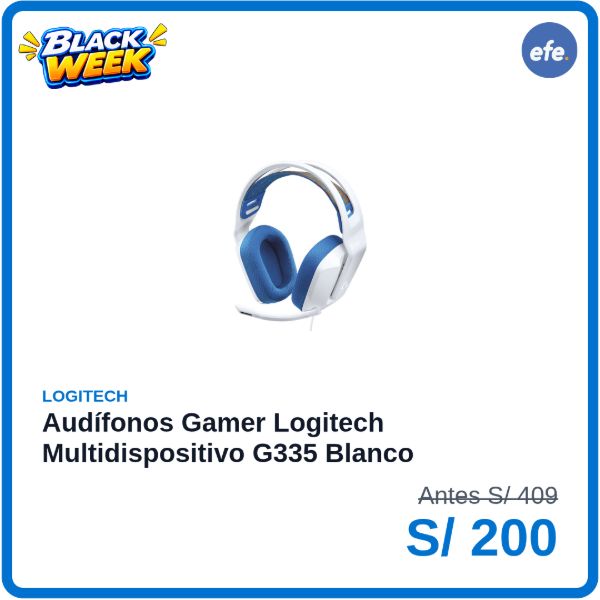 BLACK
WEEK
efe.
LOGITECH
Audífonos Gamer Logitech
Multidispositivo G335 Blanco
Antes S/ 409
S/ 200